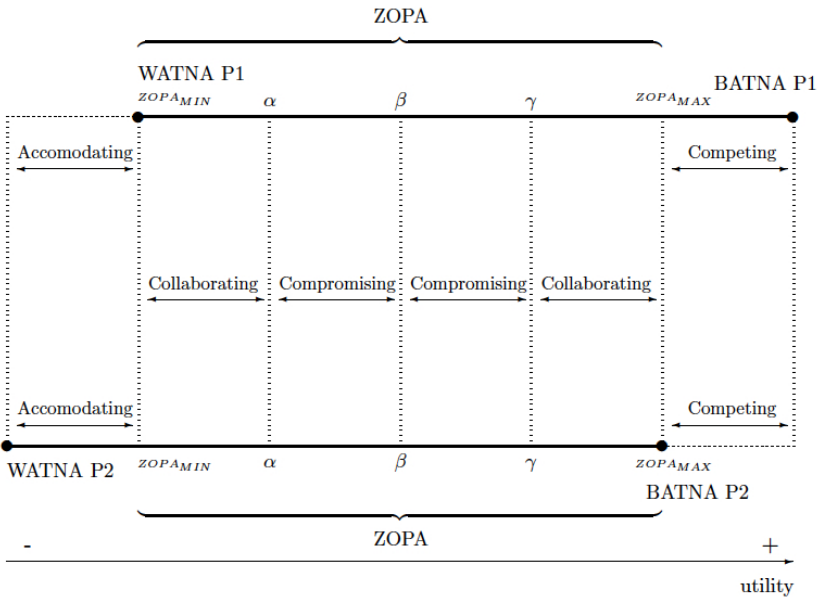 ZOPA
WATNA P1
BATNA P1
ZOPA_MIN α β γ ZOPA_MAX
Accomodating Competing
Collaborating Compromising Compromising Collaborating
Accomodating Competing
WATNA P2 ZOPA_MIN α β γ ZOPA_MAX
BATNA P2
ZOPA
- +
utility